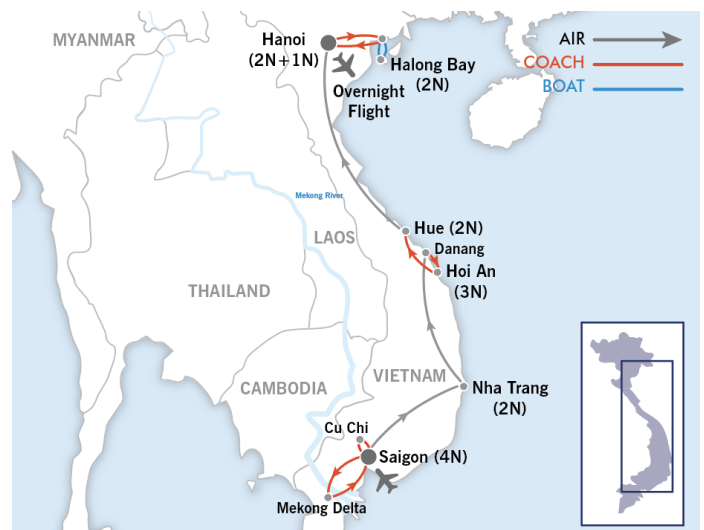 MYANMAR
Hanoi
(2N+1N)
Halong Bay
(2N)
Overnight
Flight
AIR
COACH
BOAT
Mekong River
LAOS
Hue (2N)
Danang
Hoi An
(3N)
THAILAND
CAMBODIA
VIETNAM
Nha Trang
(2N)
Cu Chi
Saigon (4N)
Mekong Delta